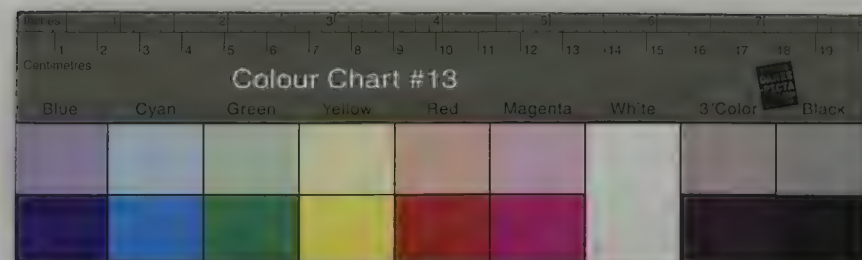 Inches 2 3 4 5 6 7
1 2 3 4 5 6 7 8 9 10 11 12 13 14 15 16 17 18 19
Centimetres
Colour Chart #13
DANES
PICTA
Blue Cyan Green Yellow Red Magenta White 3/Color Black